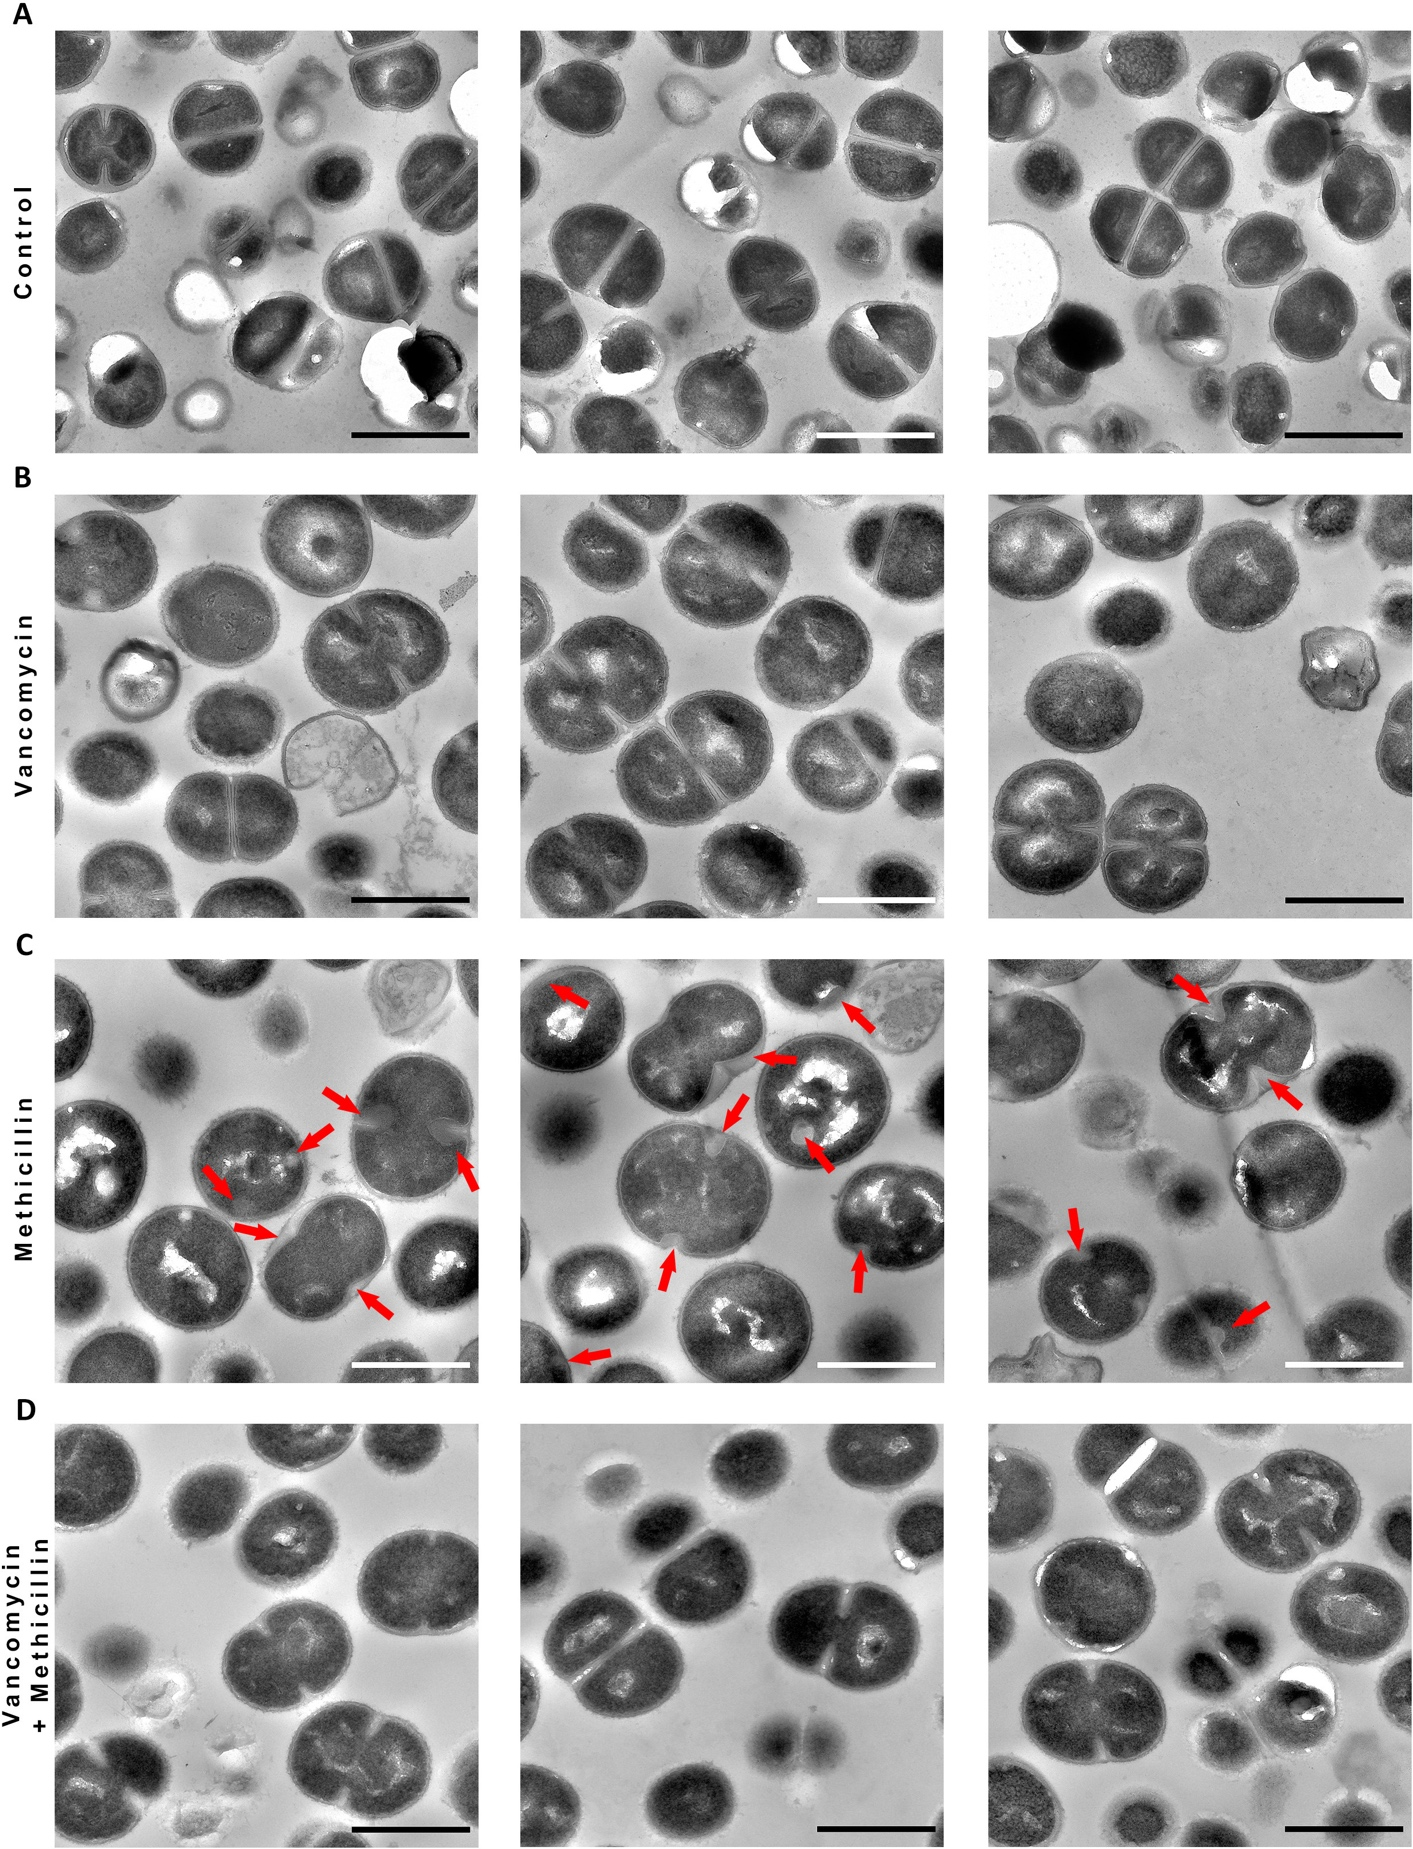 A
Control
B
Vancomycin
C
Methicillin
D
Vancomycin
+ Methicillin